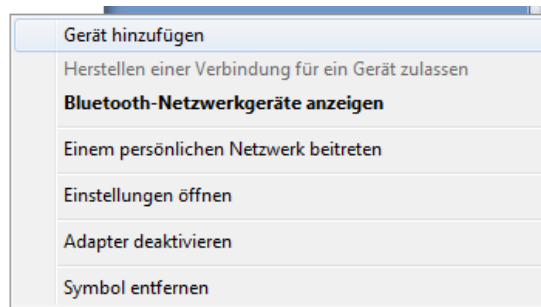 Gerät hinzufügen
Herstellen einer Verbindung für ein Gerät zulassen
Bluetooth-Netzwerkgeräte anzeigen
Einem persönlichen Netzwerk beitreten
Einstellungen öffnen
Adapter deaktivieren
Symbol entfernen